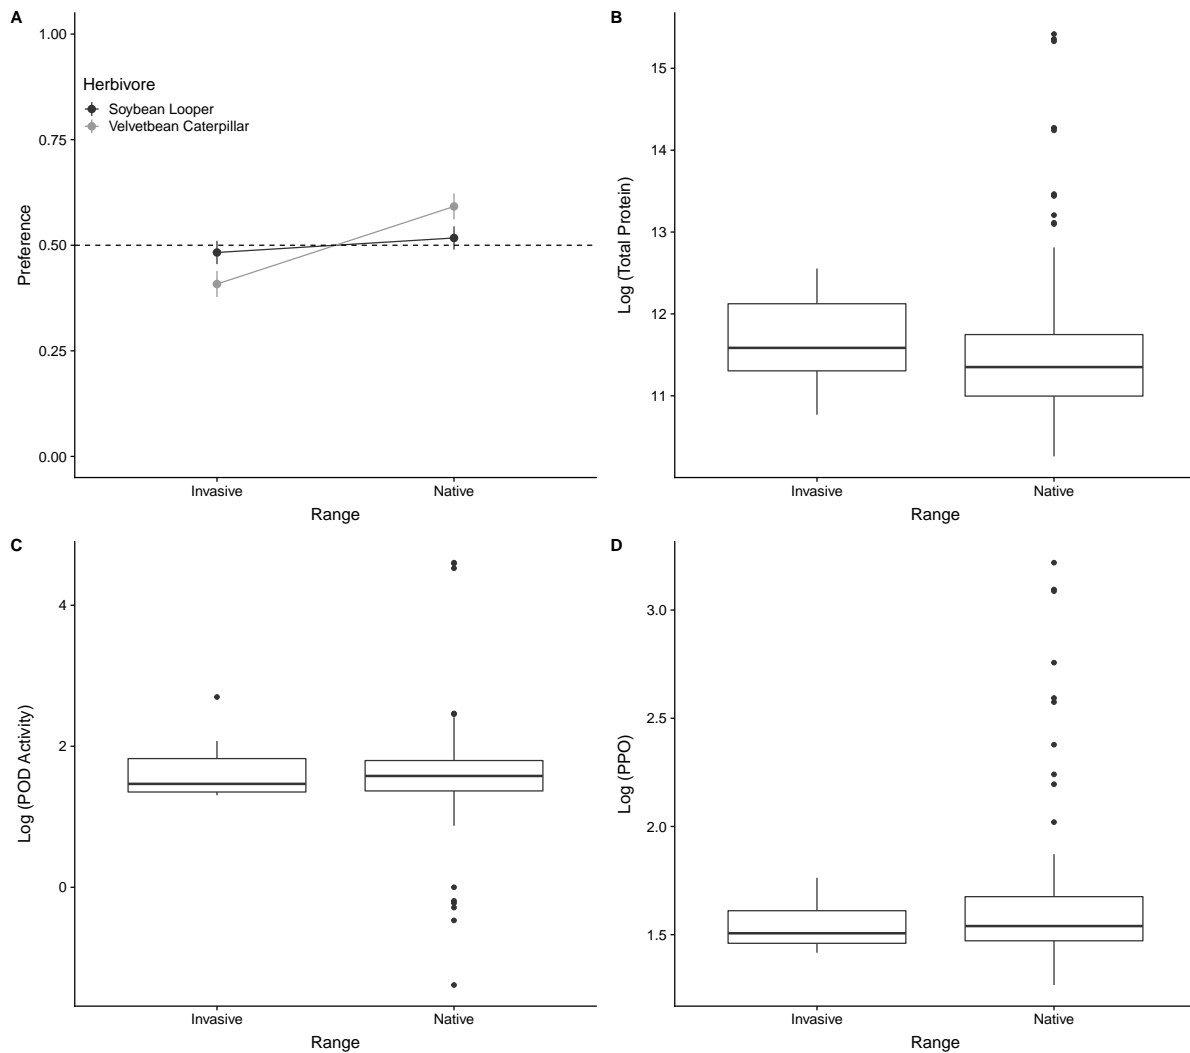 A
1.00
0.75
0.50
0.25
0.00
Preference
Herbivore
Soybean Looper
Velvetbean Caterpillar
Invasive
Native
Range
B
15
14
13
12
11
Log (Total Protein)
Invasive
Native
Range
C
4
2
0
Log (POD Activity)
Invasive
Native
Range
D
3.0
2.5
2.0
1.5
Log (PPO)
Invasive
Native
Range